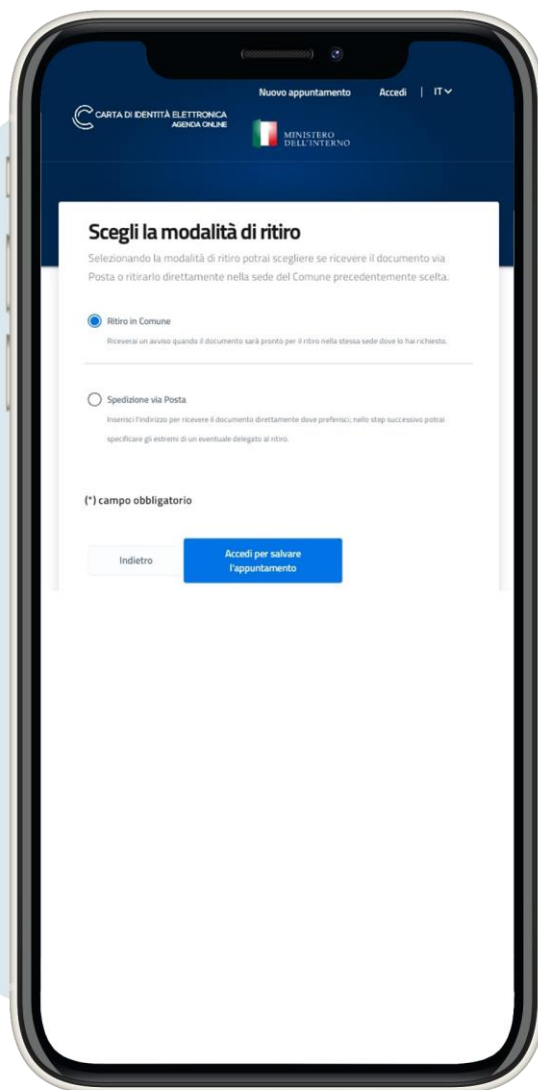 Nuovo appuntamento Accedi | IT
CARTA DI IDENTITÀ ELETTRONICA
AGENDA ONLINE
MINISTERO
DELL'INTERNO
Scegli la modalità di ritiro
Selezionando la modalità di ritiro potrai scegliere se ricevere il documento via
Posta o ritirarlo direttamente nella sede del Comune precedentemente scelta.
Ritiro in Comune
Riceverai un avviso quando il documento sarà pronto per il ritiro nella stessa sede dove lo hai richiesto.
Spedizione via Posta
Inserisci l'indirizzo per ricevere il documento direttamente dove preferisci; nello step successivo potrai
specificare gli estremi di un eventuale delegato al ritiro.
(*) campo obbligatorio
Indietro
Accedi per salvare
l'appuntamento